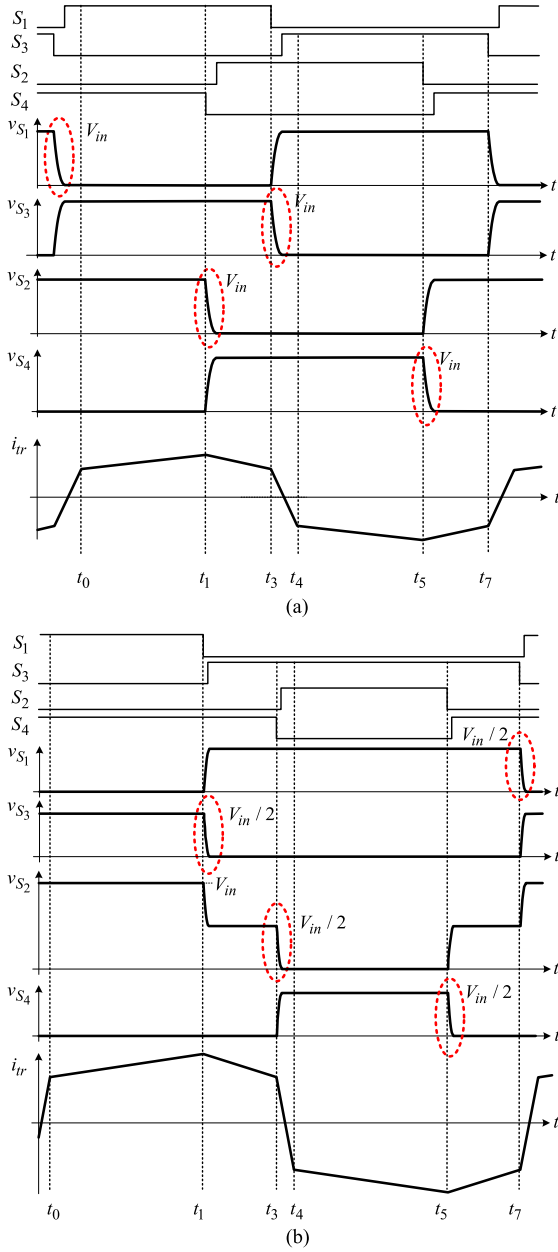 S1
S3
S2
S4
vS1 Vin t
vS3 Vin t
vS2 Vin t
vS4 Vin t
itr t
t0 t1 t3 t4 t5 t7
(a)
S1
S3
S2
S4
vS1 Vin / 2 t
vS3 Vin / 2 t
vS2 Vin Vin / 2 t
vS4 Vin / 2 t
itr t
t0 t1 t3 t4 t5 t7
(b)